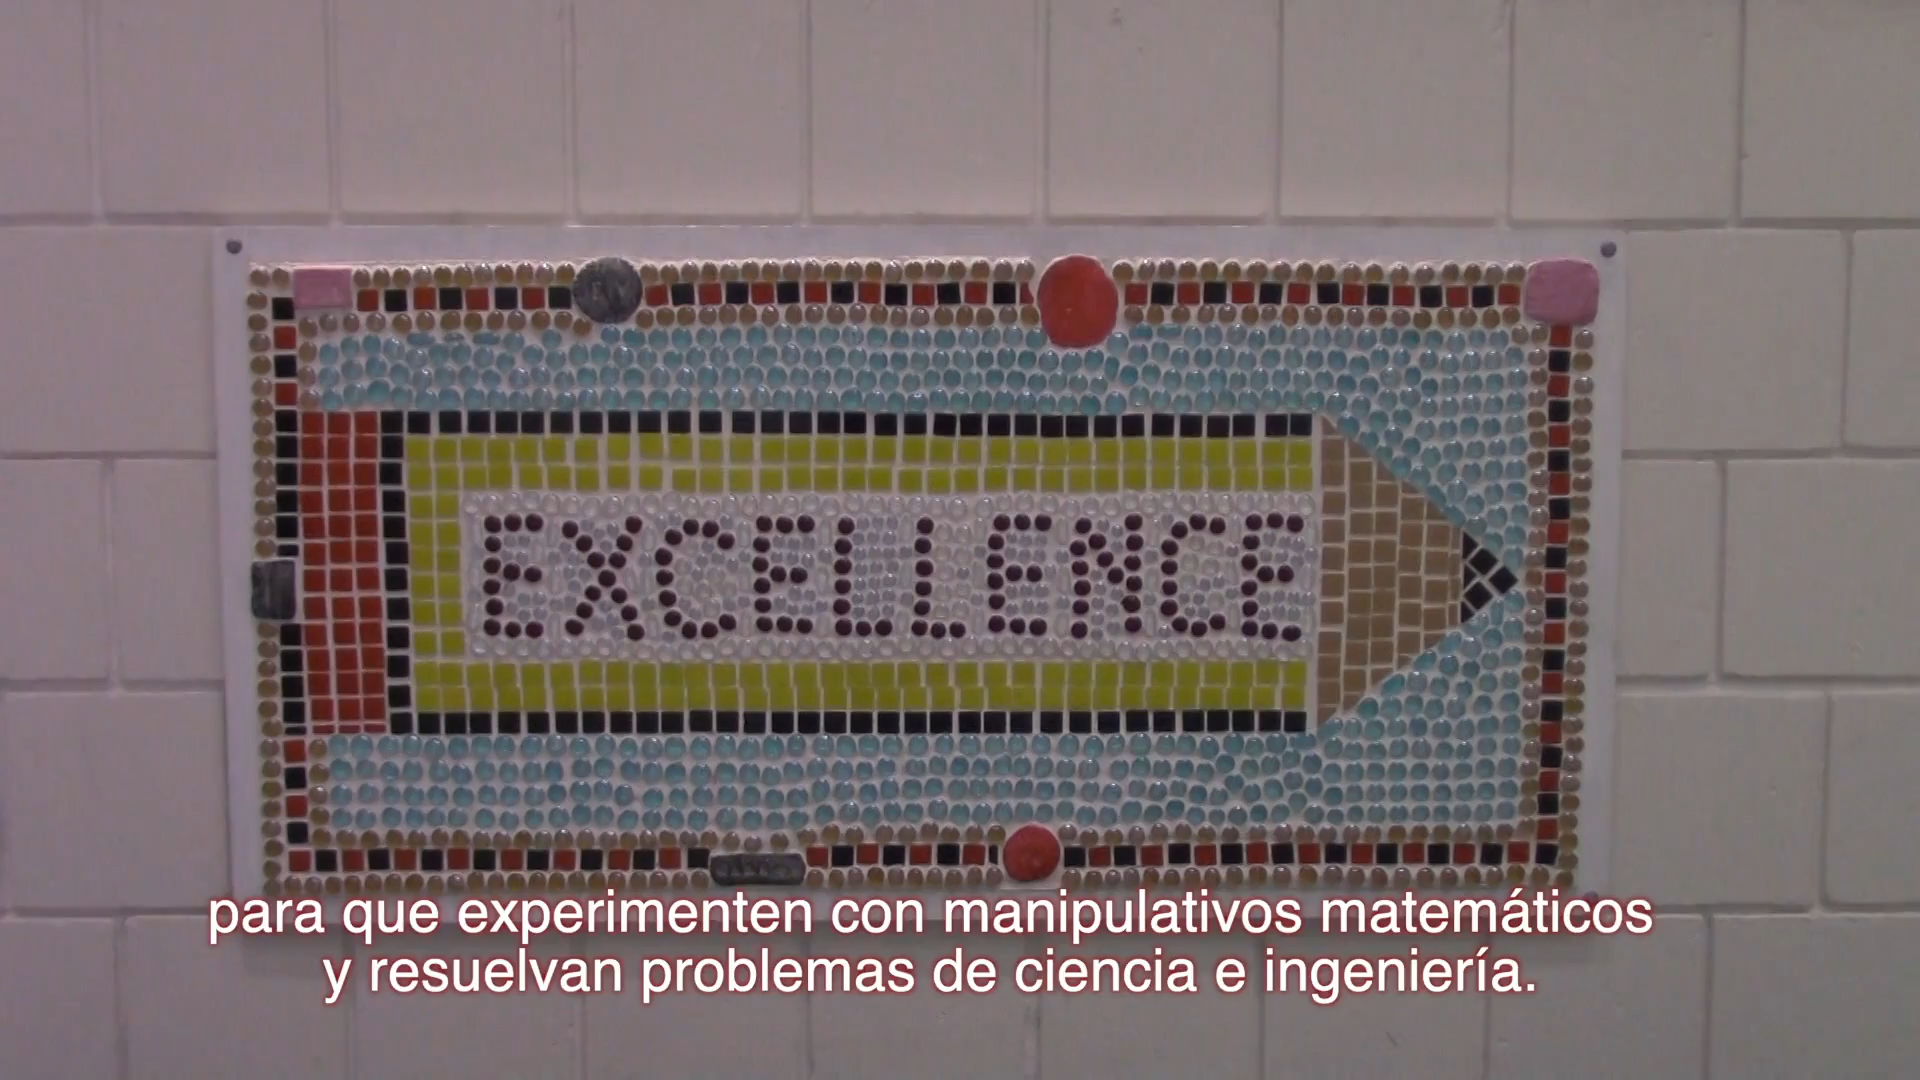 EXCELLENCE
para que experimenten con manipulativos matemáticos
y resuelvan problemas de ciencia e ingeniería.